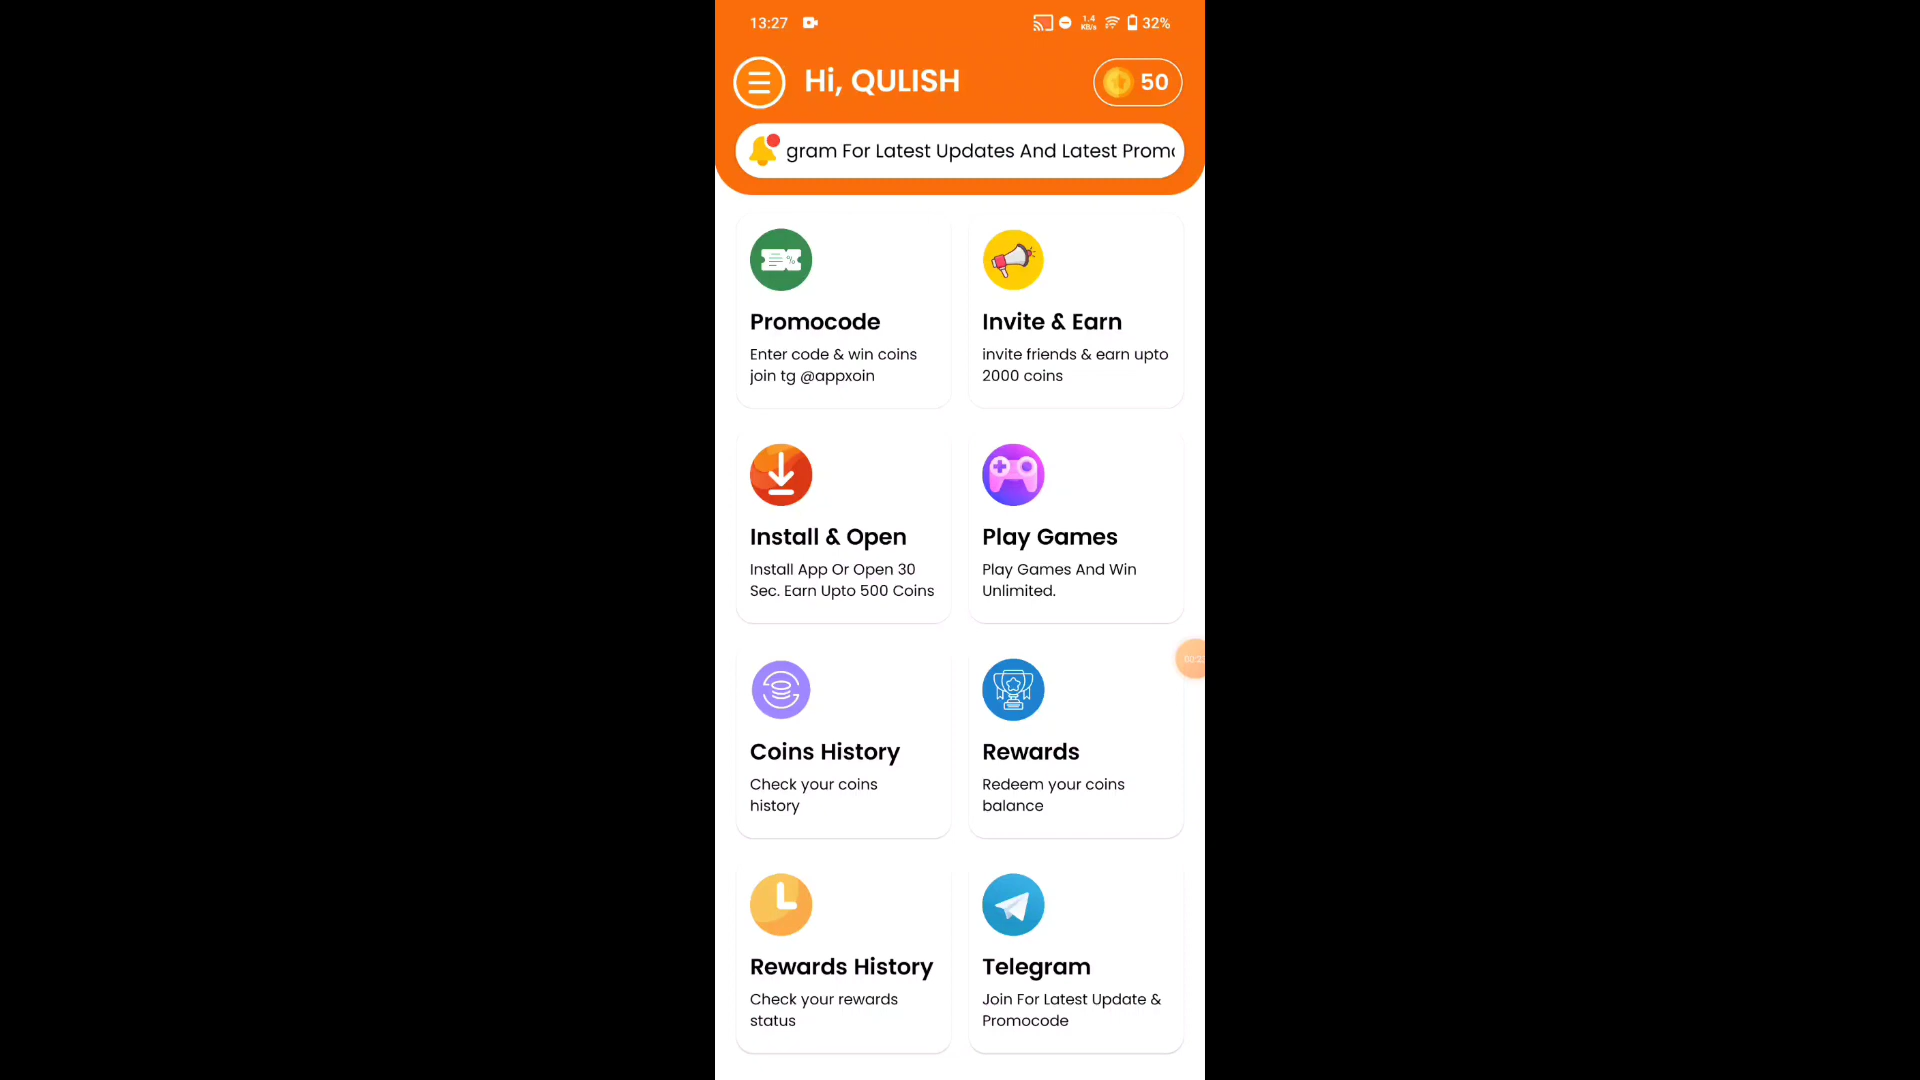 13:27
1.4
KB/s
32%
Hi, QULISH
50
gram For Latest Updates And Latest Prom
Promocode
Enter code & win coins
join tg @appxoin
Invite & Earn
invite friends & earn upto
2000 coins
Install & Open
Install App Or Open 30
Sec. Earn Upto 500 Coins
Play Games
Play Games And Win
Unlimited.
Coins History
Check your coins
history
Rewards
Redeem your coins
balance
Rewards History
Check your rewards
status
Telegram
Join For Latest Update &
Promocode